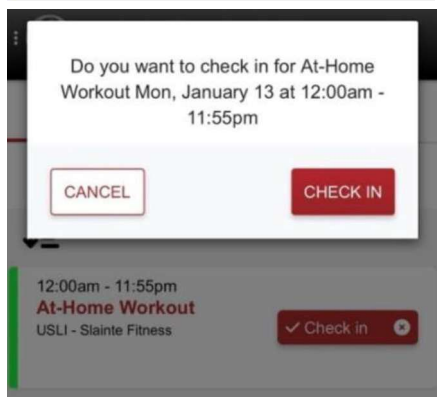 Do you want to check in for At-Home
Workout Mon, January 13 at 12:00am -
11:55pm
CANCEL
CHECK IN
12:00am - 11:55pm
At-Home Workout
USLI - Slainte Fitness
Check in